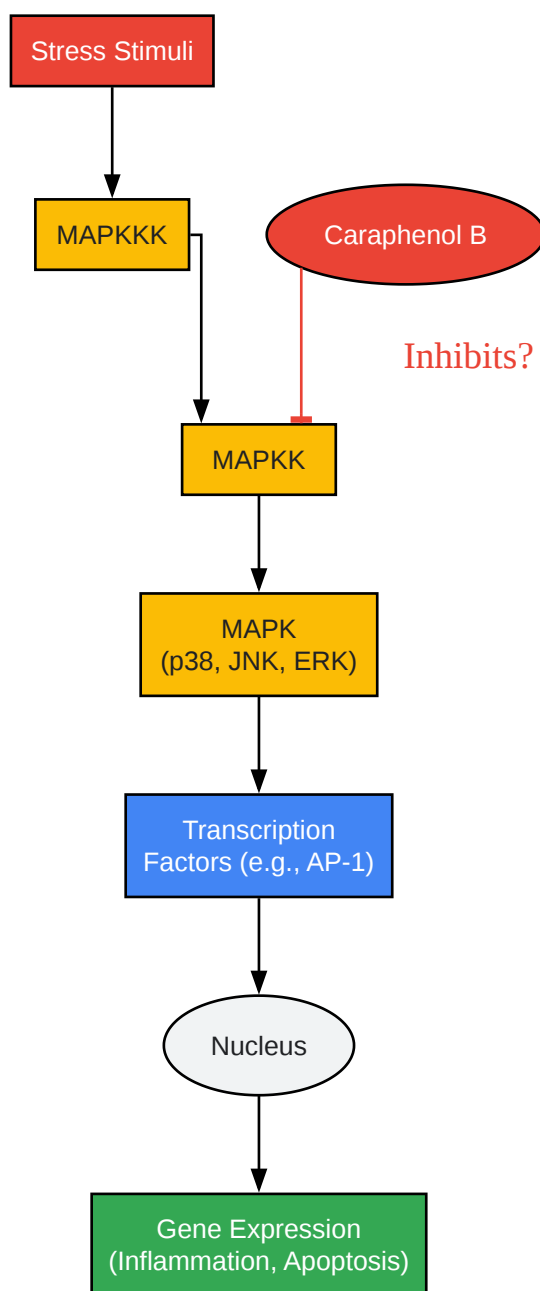 Stress Stimuli
MAPKKK
Caraphenol B
Inhibits?
MAPKK
MAPK
(p38, JNK, ERK)
Transcription
Factors (e.g., AP-1)
Nucleus
Gene Expression
(Inflammation, Apoptosis)